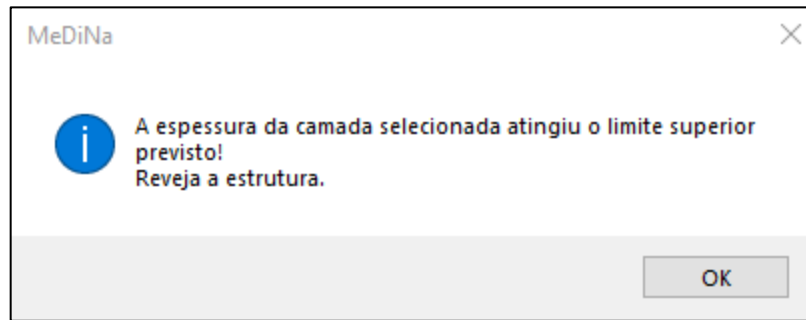 MeDiNa
A espessura da camada selecionada atingiu o limite superior
previsto!
Reveja a estrutura.
OK